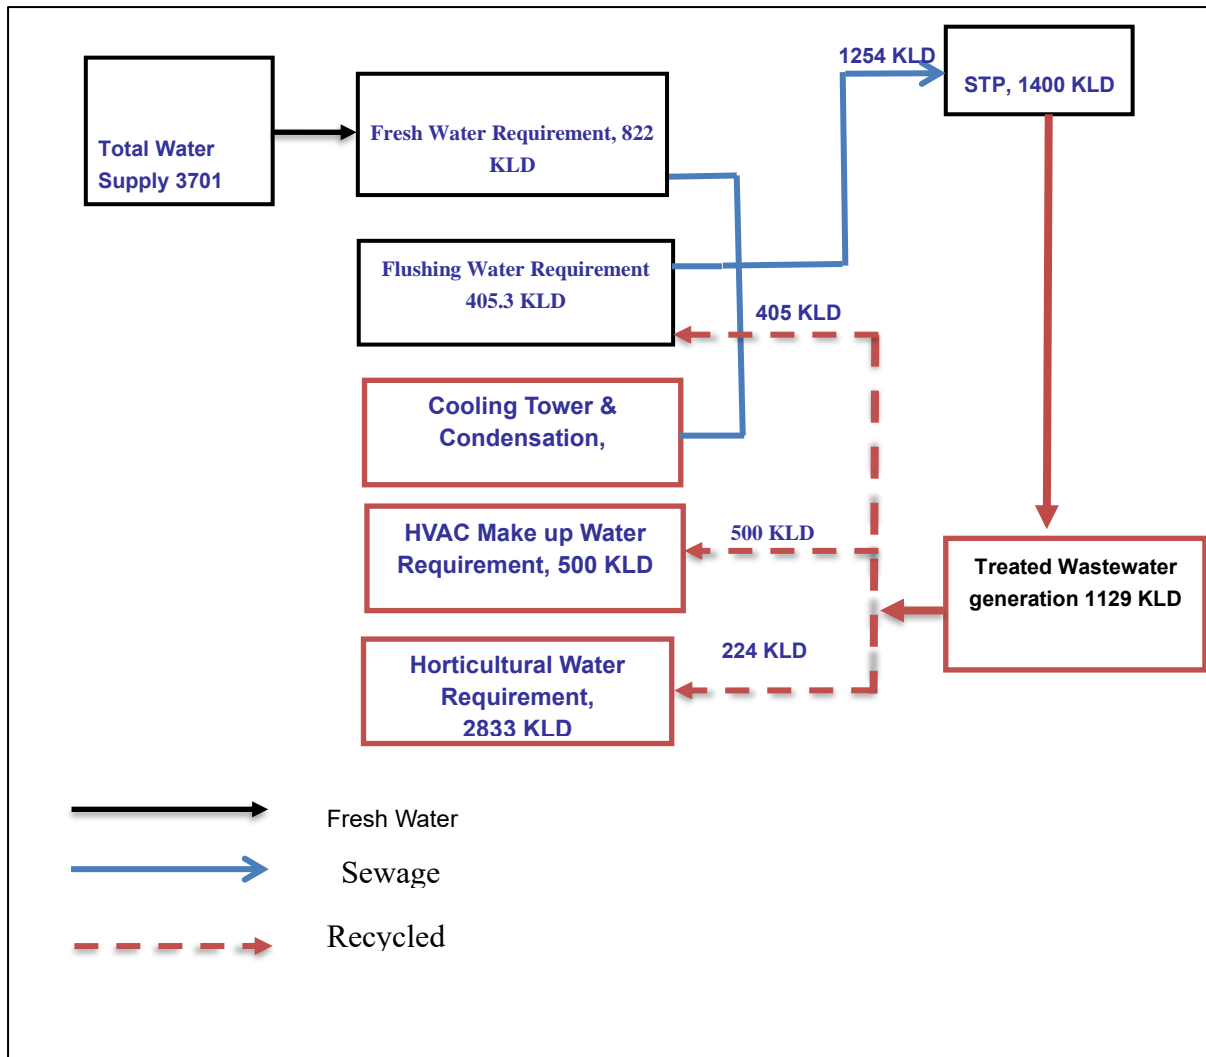 1254 KLD
STP, 1400 KLD
Total Water
Supply 3701
Fresh Water Requirement, 822
KLD
Flushing Water Requirement
405.3 KLD
405 KLD
Cooling Tower &
Condensation,
HVAC Make up Water
Requirement, 500 KLD
500 KLD
Treated Wastewater
generation 1129 KLD
224 KLD
Horticultural Water
Requirement,
2833 KLD
Fresh Water
Sewage
Recycled